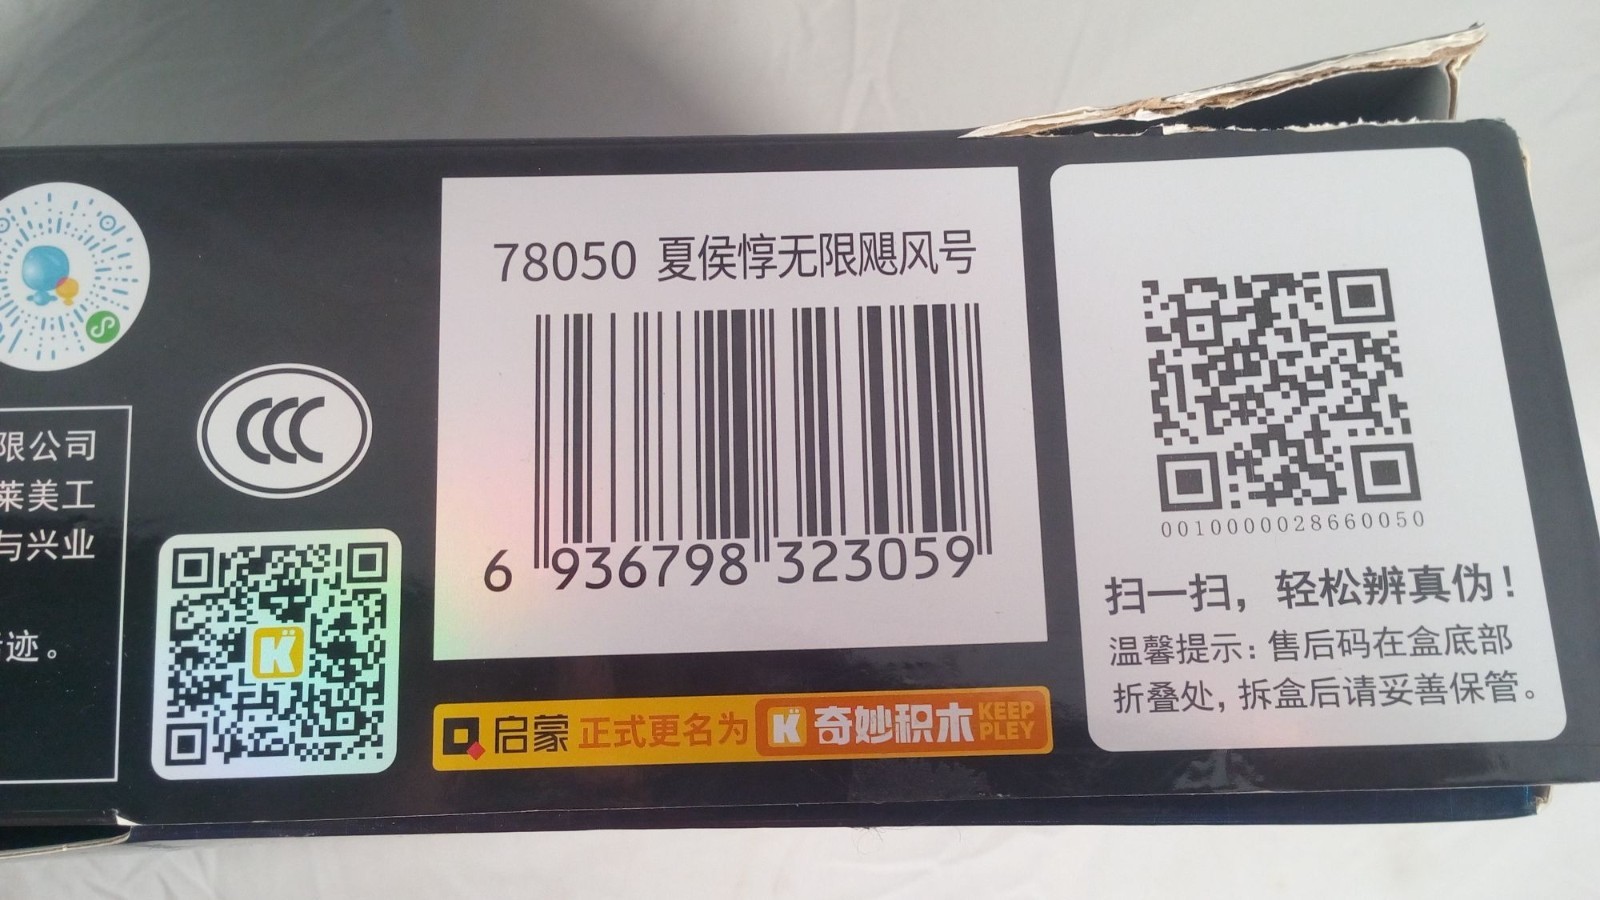 限公司
莱美工
与兴业
迹。
CCC
K
78050 夏侯惇无限飓风号
6 936798 323059
启蒙 正式更名为 K 奇妙积木 KEEP PLEY
0010000028660050
扫一扫，轻松辨真伪！
温馨提示：售后码在盒底部
折叠处，拆盒后请妥善保管。